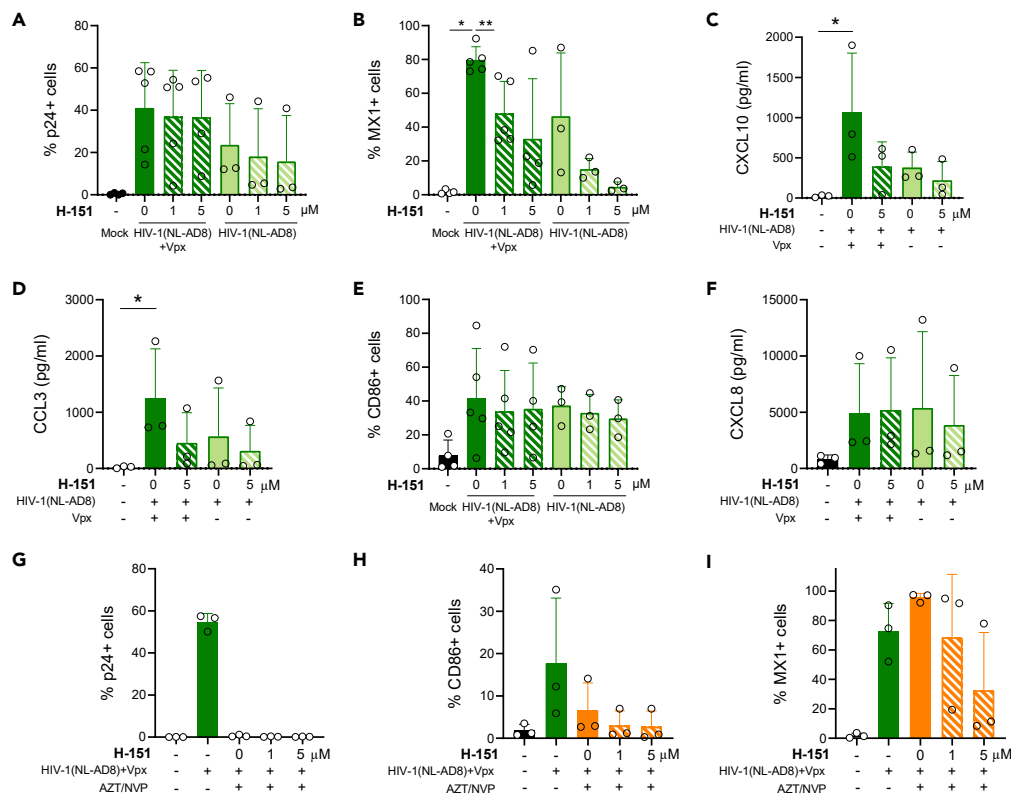 A
% p24+ cells
80
60
40
20
0
H-151
- 0 1 5 0 1 5 μM
Mock HIV-1(NL-AD8) HIV-1(NL-AD8)
+Vpx
B
% MX1+ cells
100
80
60
40
20
0
* **
H-151
- 0 1 5 0 1 5 μM
Mock HIV-1(NL-AD8) HIV-1(NL-AD8)
+Vpx
C
CXCL10 (pg/ml)
2000
1500
1000
500
0
*
H-151 - 0 5 0 5 μM
HIV-1(NL-AD8) - + + + +
Vpx - + + - -
D
CCL3 (pg/ml)
3000
2000
1000
0
*
H-151 - 0 5 0 5 μM
HIV-1(NL-AD8) - + + + +
Vpx - + + - -
E
% CD86+ cells
100
80
60
40
20
0
H-151
- 0 1 5 0 1 5 μM
Mock HIV-1(NL-AD8) HIV-1(NL-AD8)
+Vpx
F
CXCL8 (pg/ml)
15000
10000
5000
0
H-151 - 0 5 0 5 μM
HIV-1(NL-AD8) - + + + +
Vpx - + + - -
G
% p24+ cells
80
60
40
20
0
H-151 - - 0 1 5 μM
HIV-1(NL-AD8)+Vpx - + + + +
AZT/NVP - - + + +
H
% CD86+ cells
40
30
20
10
0
H-151 - - 0 1 5 μM
HIV-1(NL-AD8)+Vpx - + + + +
AZT/NVP - - + + +
I
% MX1+ cells
100
80
60
40
20
0
H-151 - - 0 1 5 μM
HIV-1(NL-AD8)+Vpx - + + + +
AZT/NVP - - + + +